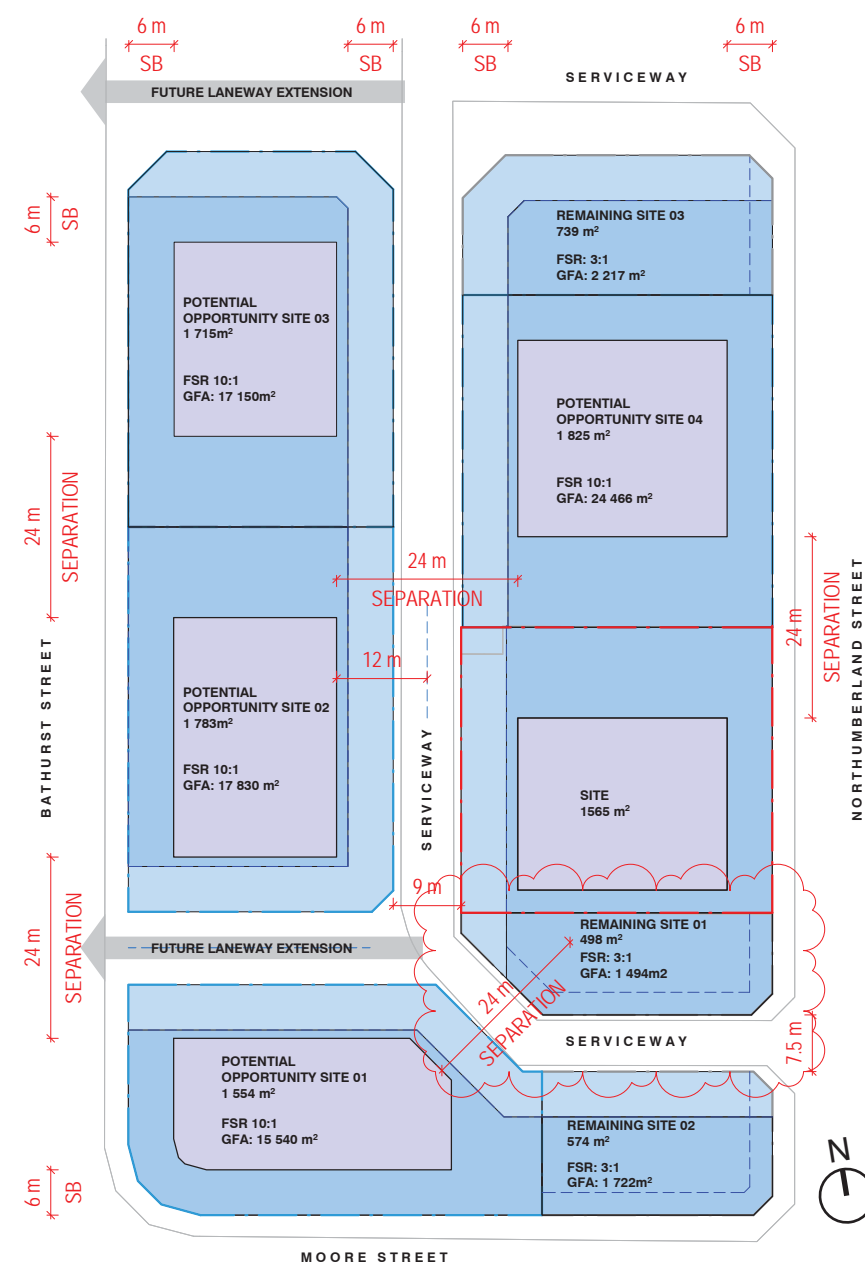 6 m
6 m
6 m
6 m
SB
SB
SB
SB
SERVICEWAY
FUTURE LANEWAY EXTENSION
6 m
SB
REMAINING SITE 03
739 m²
FSR: 3:1
GFA: 2 217 m²
POTENTIAL
OPPORTUNITY SITE 03
1 715m²
FSR 10:1
GFA: 17 150m²
POTENTIAL
OPPORTUNITY SITE 04
1 825 m²
FSR 10:1
GFA: 24 466 m²
24 m
SEPARATION
24 m
SEPARATION
24 m
SEPARATION
12 m
BATHURST STREET
POTENTIAL
OPPORTUNITY SITE 02
1 783m²
FSR 10:1
GFA: 17 830 m²
SERVICEWAY
SITE
1565 m²
NORTHUMBERLAND STREET
9 m
24 m
SEPARATION
FUTURE LANEWAY EXTENSION
REMAINING SITE 01
498 m²
FSR: 3:1
GFA: 1 494m2
24 m
SEPARATION
SERVICEWAY
7.5 m
POTENTIAL
OPPORTUNITY SITE 01
1 554 m²
FSR 10:1
GFA: 15 540 m²
REMAINING SITE 02
574 m²
FSR: 3:1
GFA: 1 722m²
6 m
SB
N
MOORE STREET